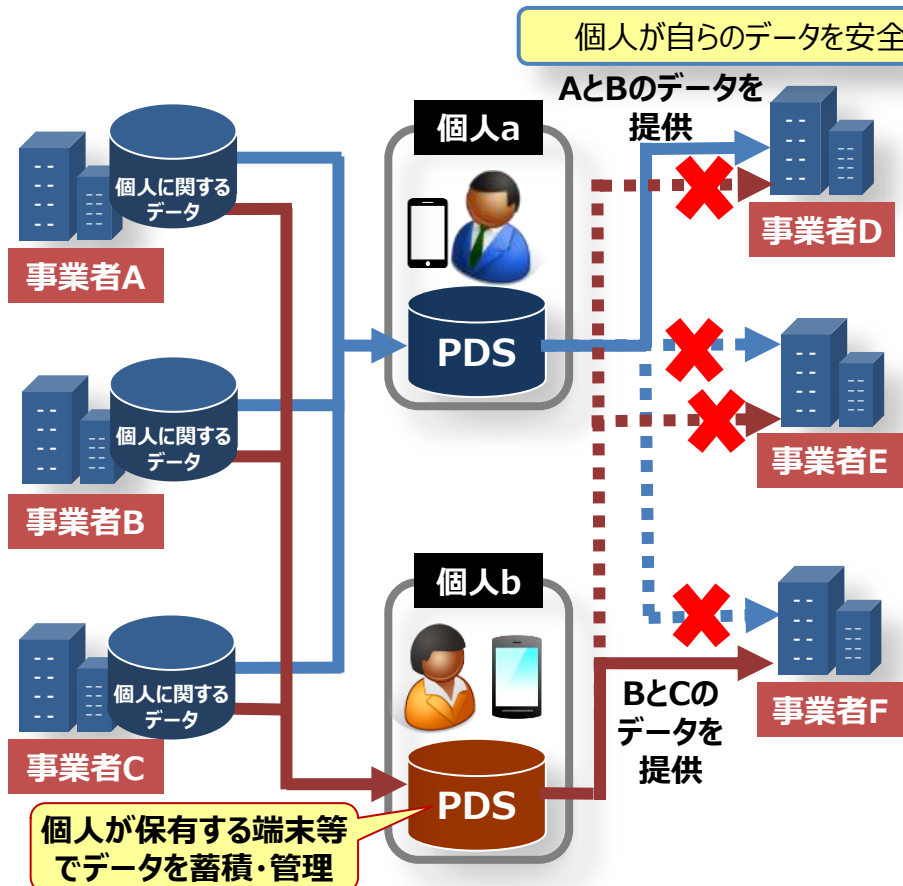 個人が自らのデータを安全
AとBのデータを
提供
個人a
個人に関する
データ
事業者A
PDS
事業者D
個人に関する
データ
事業者B
事業者E
個人b
個人に関する
データ
事業者C
PDS
BとCの
データを
提供
事業者F
個人が保有する端末等
でデータを蓄積・管理